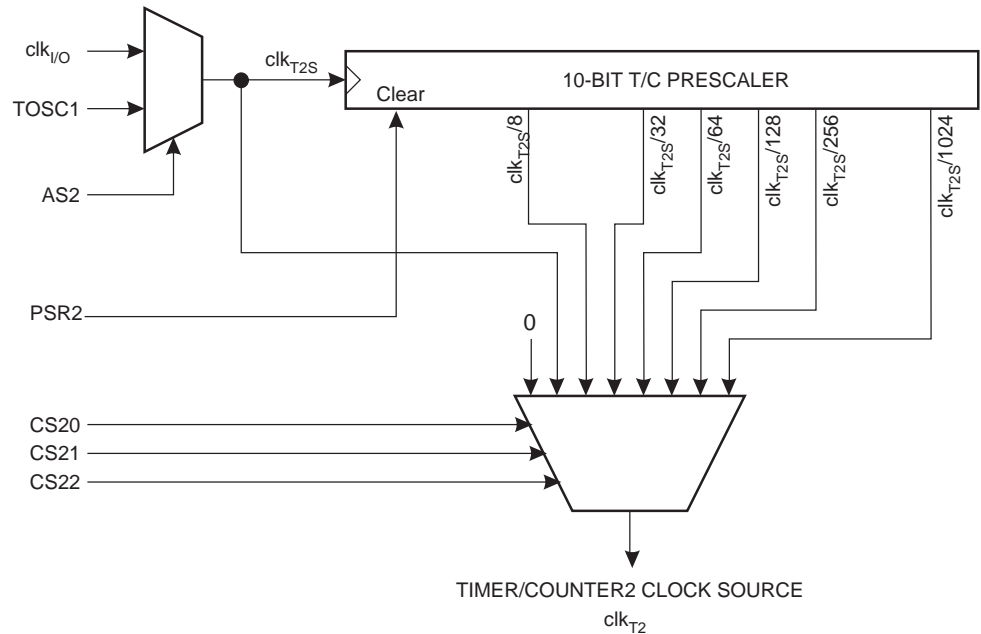 clkI/O
clkT2S
10-BIT T/C PRESCALER
TOSC1
Clear
clkT2S/8
clkT2S/32
clkT2S/64
clkT2S/128
clkT2S/256
clkT2S/1024
AS2
PSR2
0
CS20
CS21
CS22
TIMER/COUNTER2 CLOCK SOURCE
clkT2